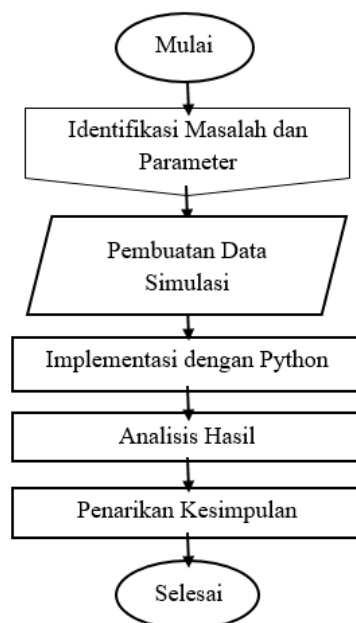 Mulai
Identifikasi Masalah dan
Parameter
Pembuatan Data
Simulasi
Implementasi dengan Python
Analisis Hasil
Penarikan Kesimpulan
Selesai